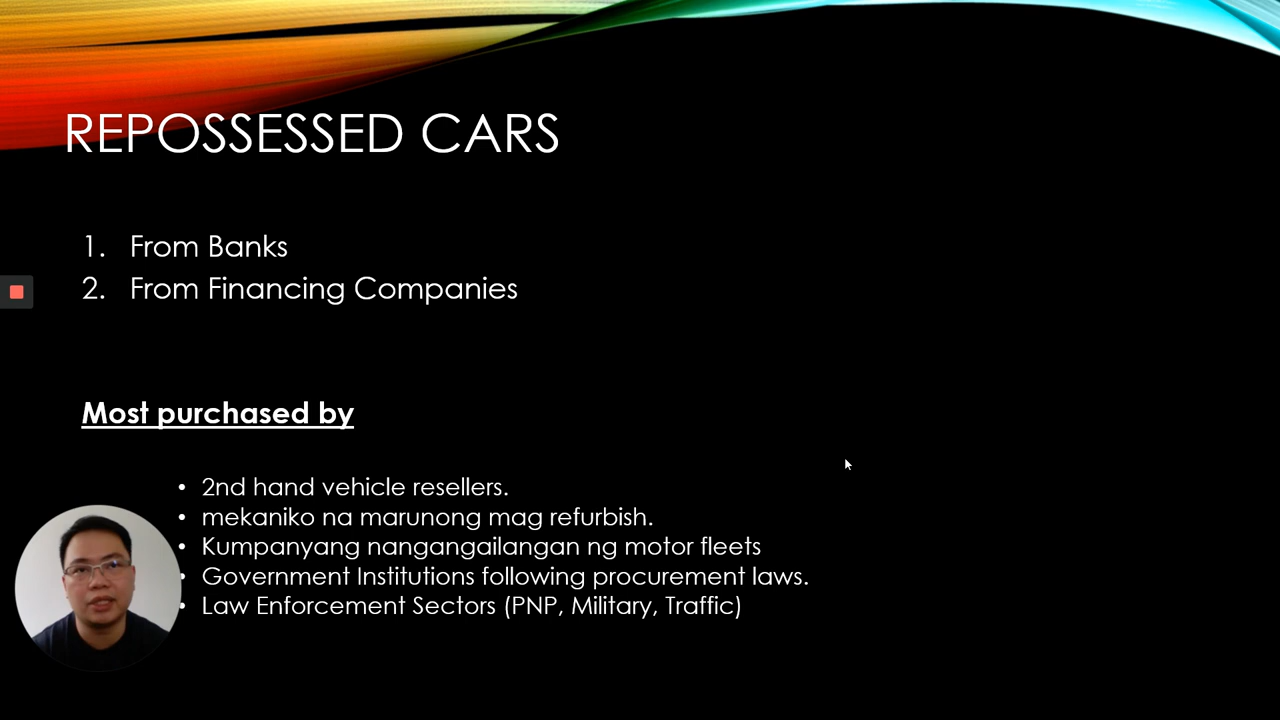 REPOSSESSED CARS
1. From Banks
2. From Financing Companies
Most purchased by
• 2nd hand vehicle resellers.
• mekaniko na marunong mag refurbish.
• Kumpanyang nangangailangan ng motor fleets
• Government Institutions following procurement laws.
• Law Enforcement Sectors (PNP, Military, Traffic)